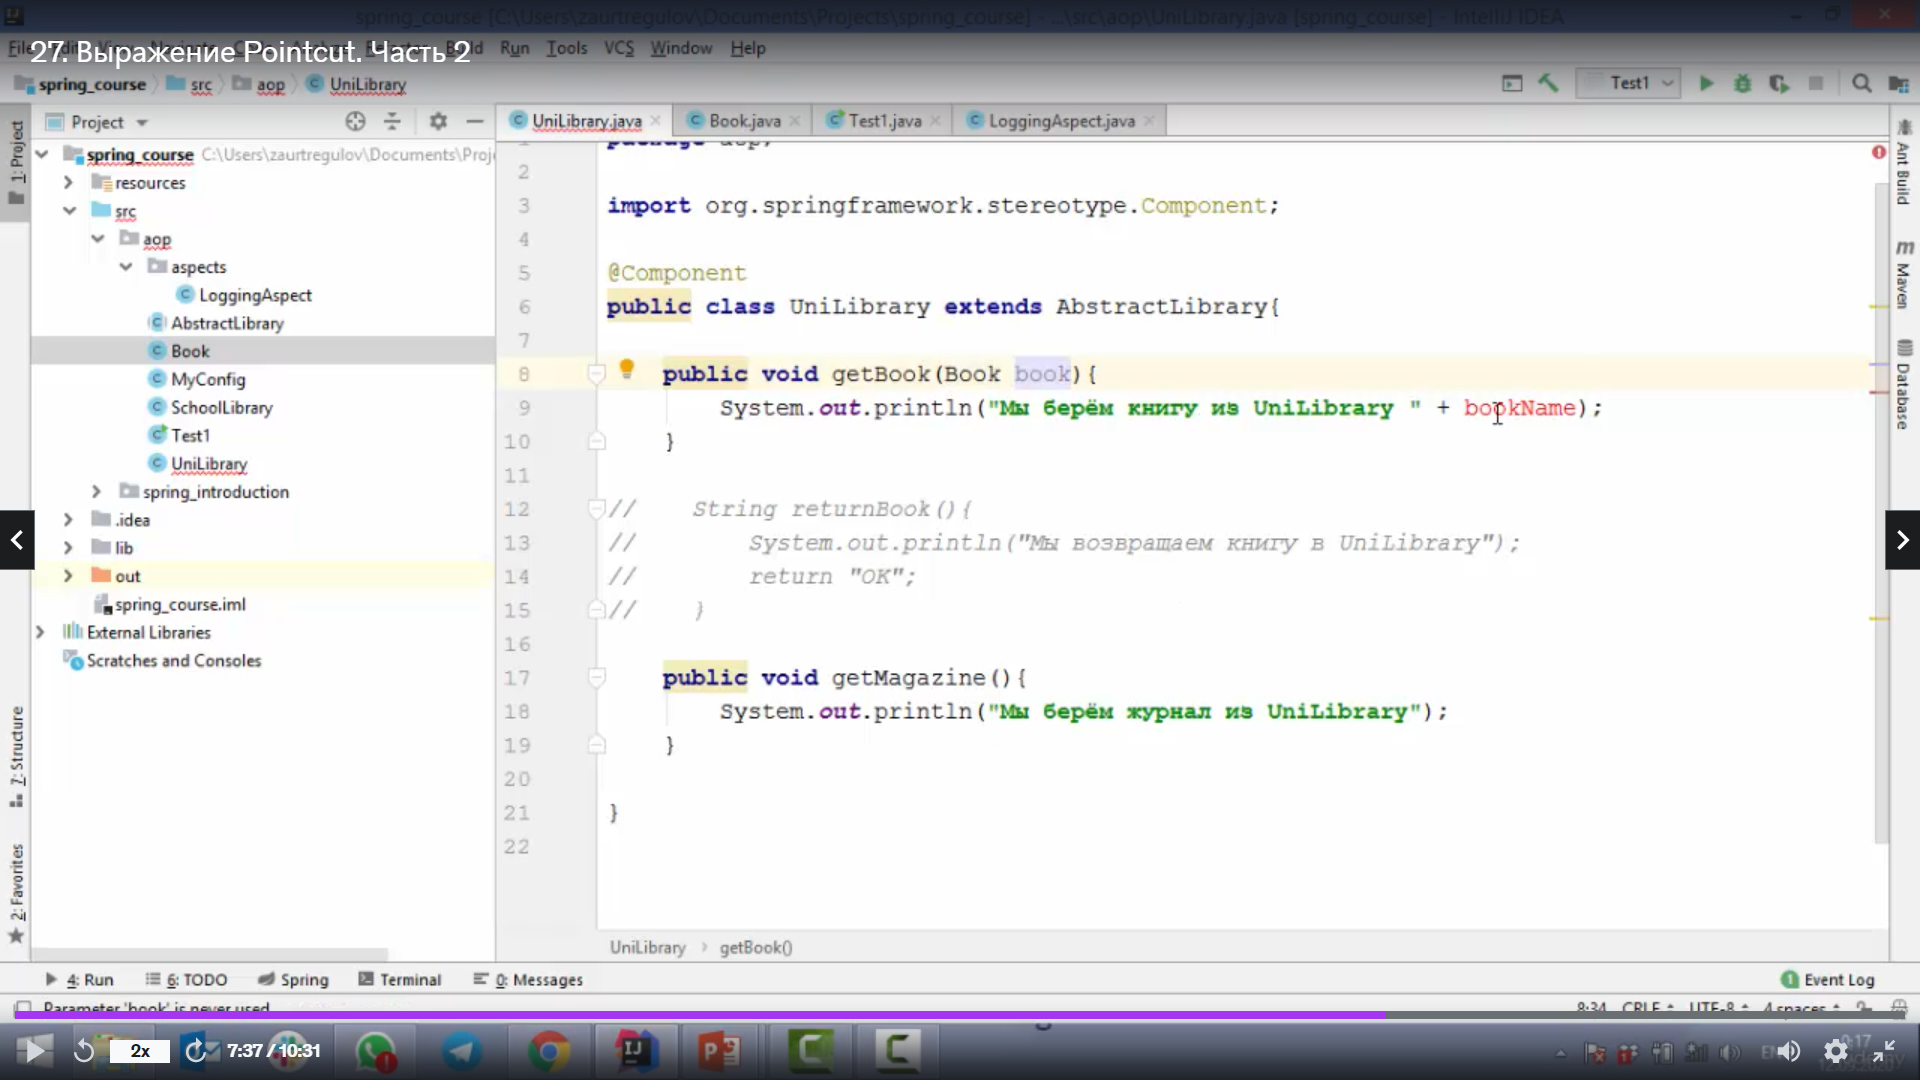 spring_course [C:\Users\zaurtregulov\Documents\Projects\spring_course] - ...\src\aop\UniLibrary.java [spring_course] - IntelliJ IDEA
27. Выражение Pointcut. Часть 2
Run Tools VCS Window Help
spring_course src aop UniLibrary
Test1
Project
UniLibrary.java Book.java Test1.java LoggingAspect.java
1: Project
7: Structure
2: Favorites
spring_course C:\Users\zaurtregulov\Documents\Proj
resources
src
aop
aspects
LoggingAspect
AbstractLibrary
Book
MyConfig
SchoolLibrary
Test1
UniLibrary
spring_introduction
.idea
lib
out
spring_course.iml
External Libraries
Scratches and Consoles
package aop;
2
3 import org.springframework.stereotype.Component;
4
5 @Component
6 public class UniLibrary extends AbstractLibrary{
7
8 public void getBook(Book book){
9 System.out.println("Мы берём книгу из UniLibrary " + bookName);
10 }
11
12 // String returnBook(){
13 // System.out.println("Мы возвращаем книгу в UniLibrary");
14 // return "OK";
15 // }
16
17 public void getMagazine(){
18 System.out.println("Мы берём журнал из UniLibrary");
19 }
20
21 }
22
UniLibrary › getBook()
Ant Build
Maven
Database
4: Run 6: TODO Spring Terminal 0: Messages
1 Event Log
Parameter 'book' is never used
8:34 CRLF UTF-8 4 spaces
2x 7:37 / 10:31